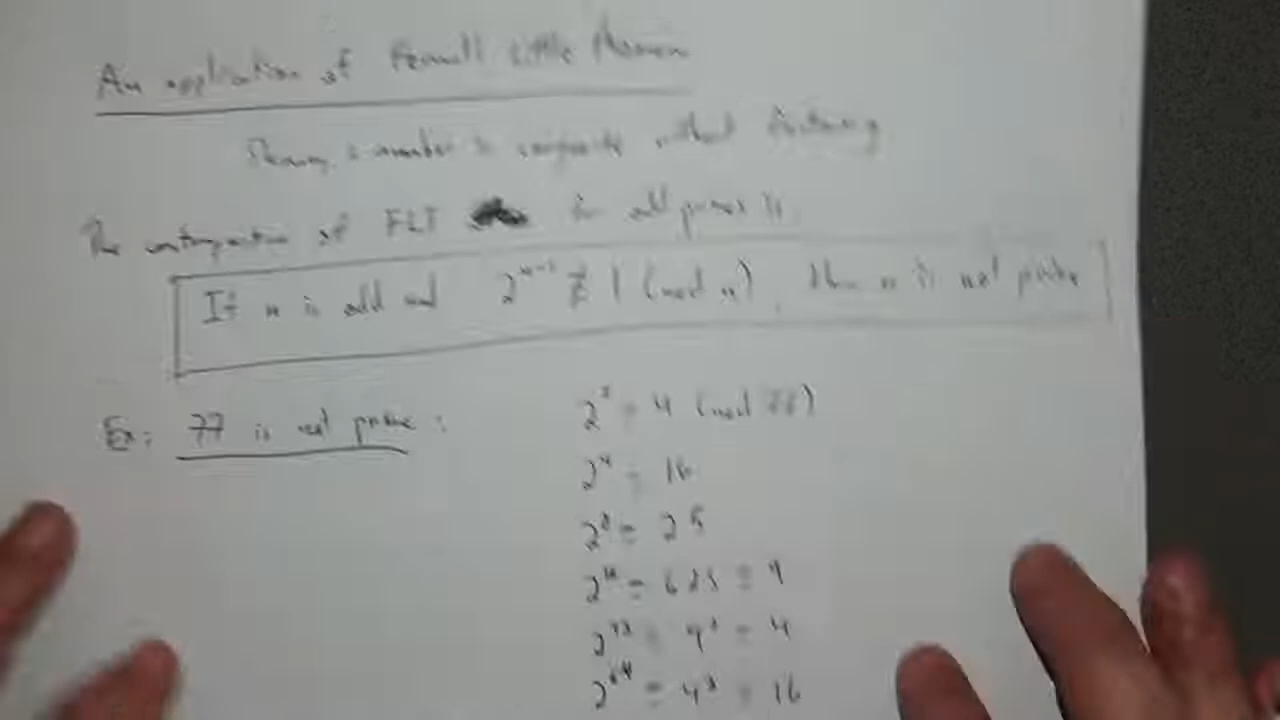 An application of Fermat's Little Theorem
Showing a number is composite without factoring
The contrapositive of FLT for odd primes is
If n is odd and 2^{n-1} ≢ 1 (mod n), then n is not prime
Ex: 77 is not prime:
2^2 ≡ 4 (mod 77)
2^4 ≡ 16
2^8 ≡ 25
2^{16} ≡ 625 ≡ 9
2^{32} ≡ 9^2 ≡ 4
2^{64} ≡ 4^2 ≡ 16